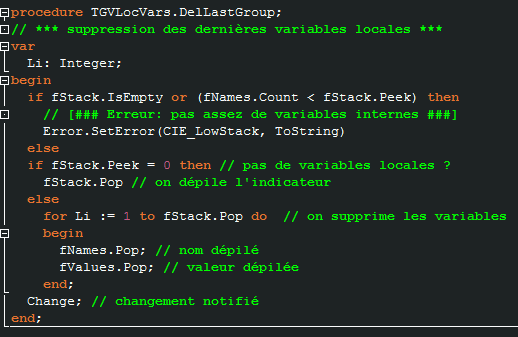 procedure TGVLocVars.DelLastGroup;
// *** suppression des dernières variables locales ***
var
  Li: Integer;
begin
  if fStack.IsEmpty or (fNames.Count < fStack.Peek) then
    // [### Erreur: pas assez de variables internes ###]
    Error.SetError(CIE_LowStack, ToString)
  else
  if fStack.Peek = 0 then // pas de variables locales ?
    fStack.Pop // on dépile l'indicateur
  else
    for Li := 1 to fStack.Pop do  // on supprime les variables
    begin
      fNames.Pop; // nom dépilé
      fValues.Pop; // valeur dépilée
    end;
  Change; // changement notifié
end;